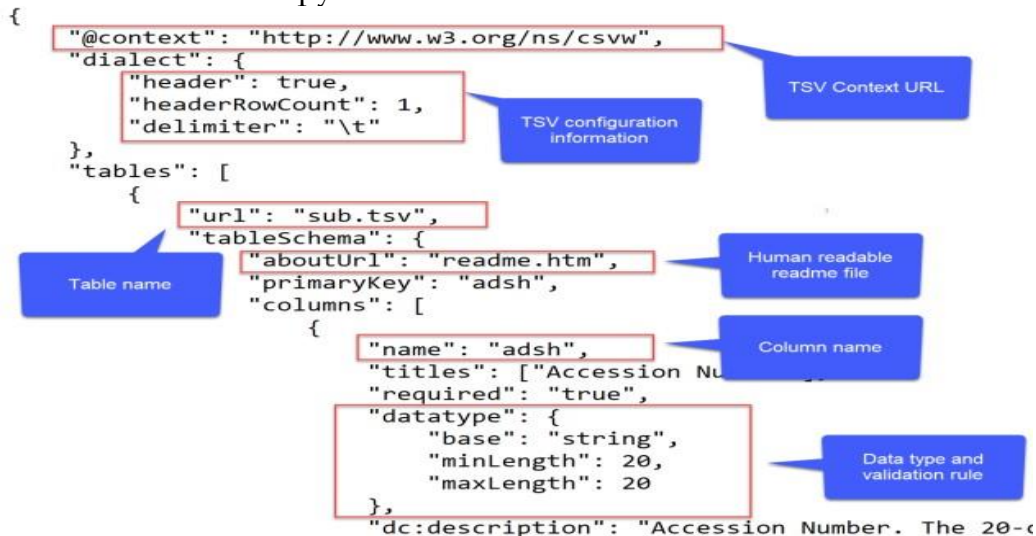 py
{
"@context": "http://www.w3.org/ns/csvw",
"dialect": {
"header": true,
"headerRowCount": 1,
"delimiter": "\t"
},
"tables": [
{
"url": "sub.tsv",
"tableSchema": {
"aboutUrl": "readme.htm",
"primaryKey": "adsh",
"columns": [
{
"name": "adsh",
"titles": ["Accession
"required": "true",
"datatype": {
"base": "string",
"minLength": 20,
"maxLength": 20
},
"dc:description": "Accession Number. The
TSV Context URL
TSV configuration
information
Table name
Human readable
readme file
Column name
Data type and
validation rule